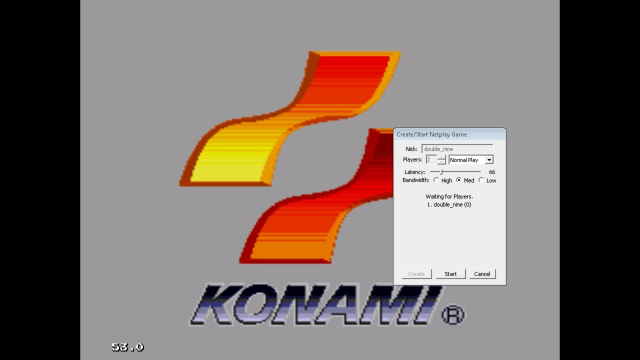 Create/Start Netplay Game
Nick: double_nine
Players: 2 Normal Play
Latency: 66
Bandwidth: High Med Low
Waiting for Players.
1. double_nine (0)
Create Start Cancel
KONAMI ®
53.0